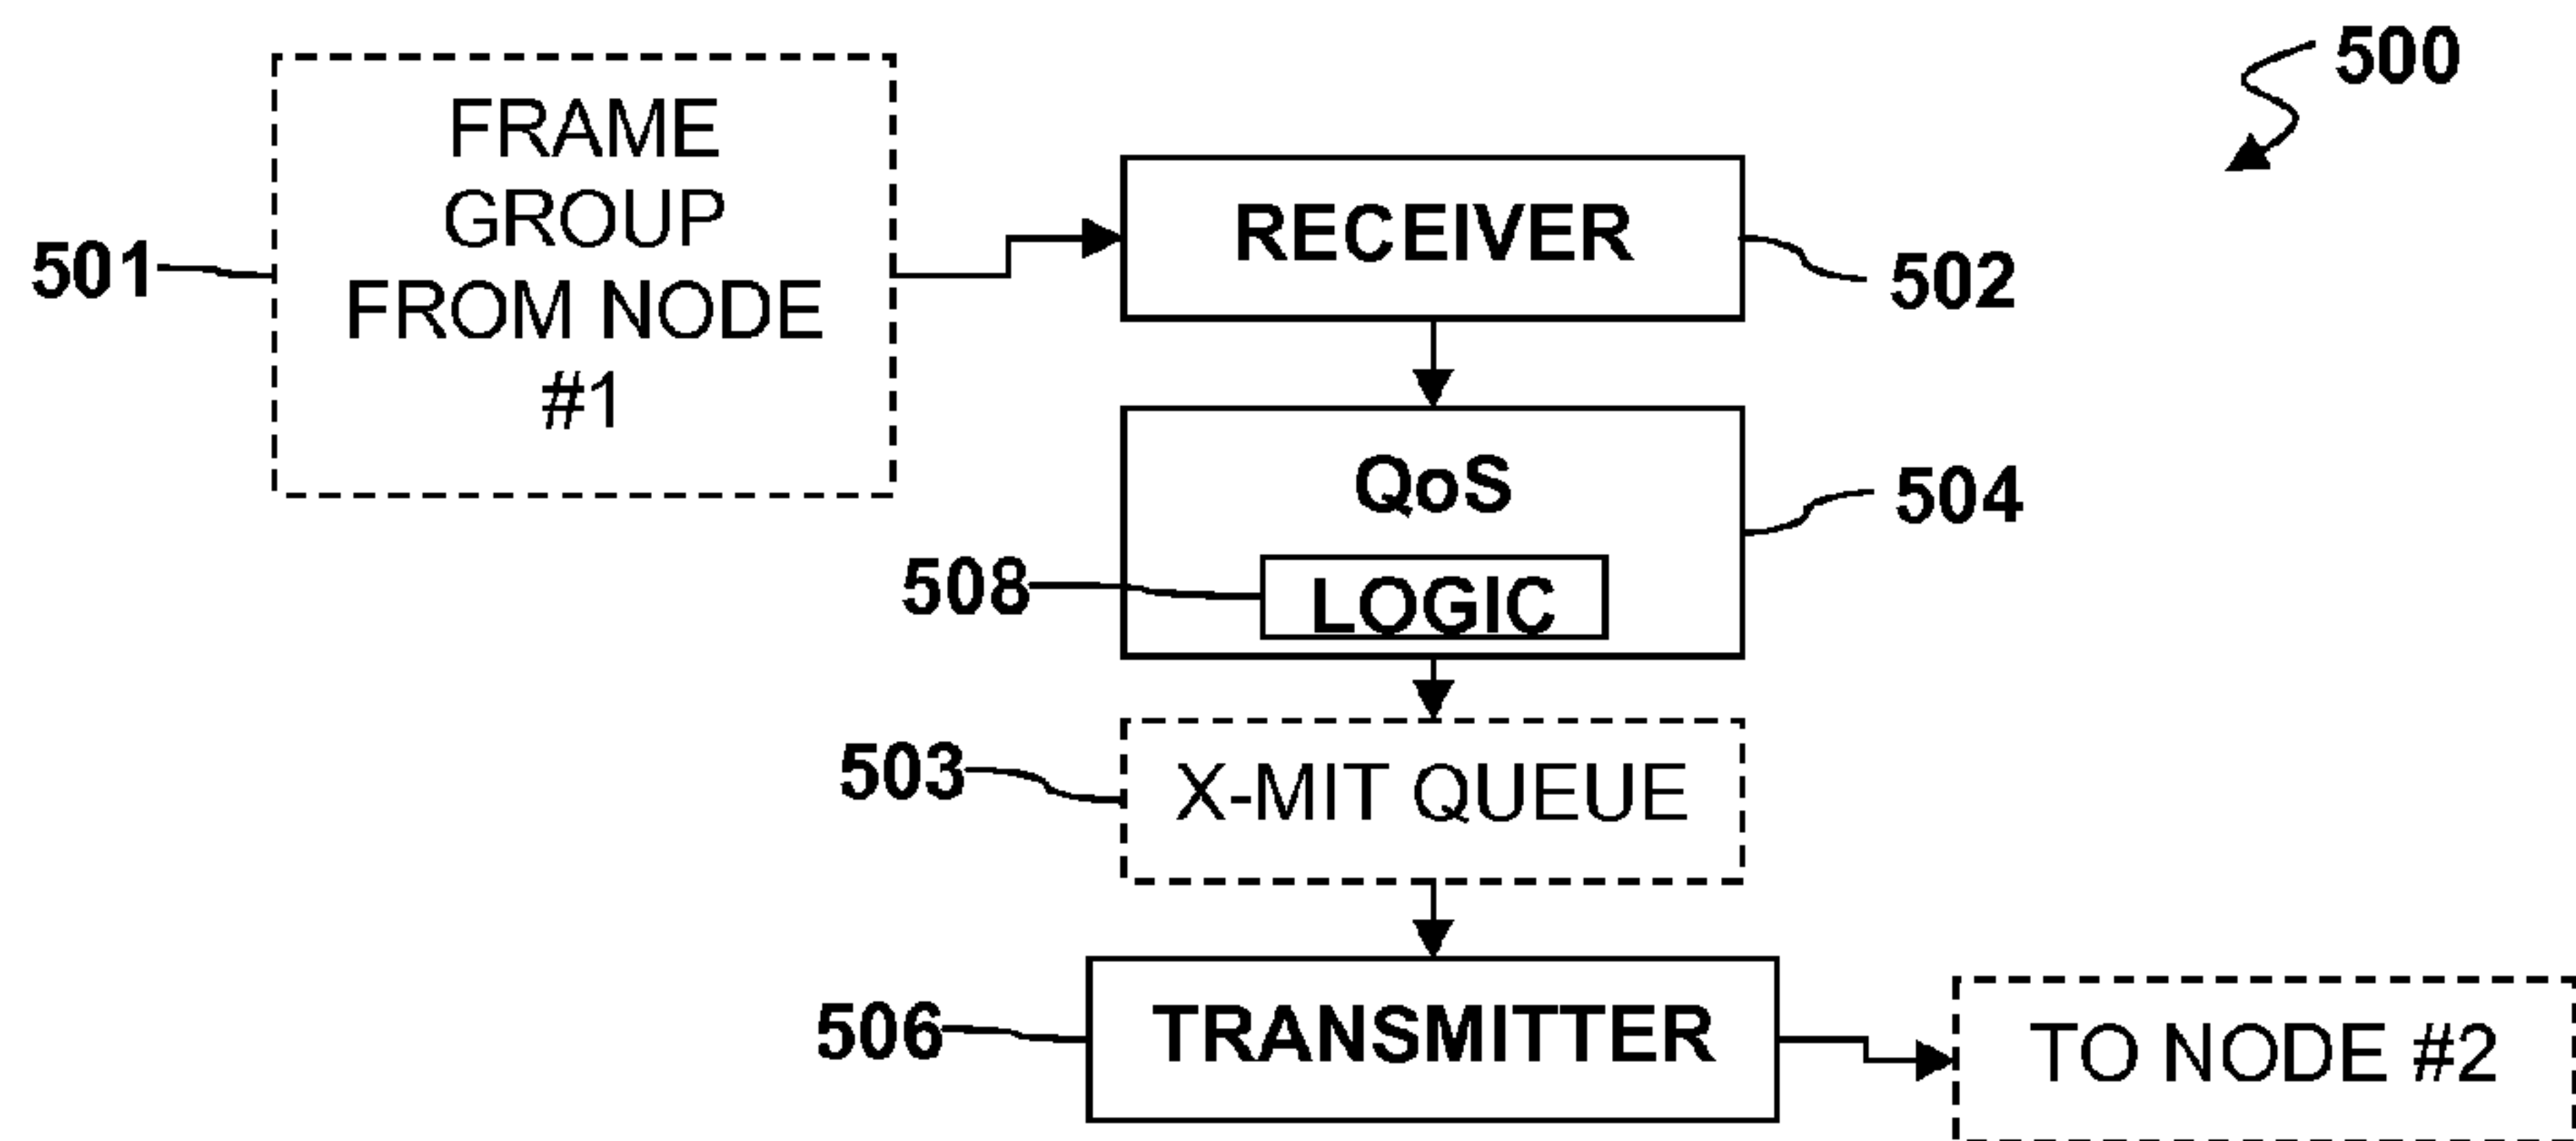 500
FRAME
GROUP
FROM NODE
#1
501
RECEIVER
502
QoS
504
LOGIC
508
X-MIT QUEUE
503
TRANSMITTER
506
TO NODE #2